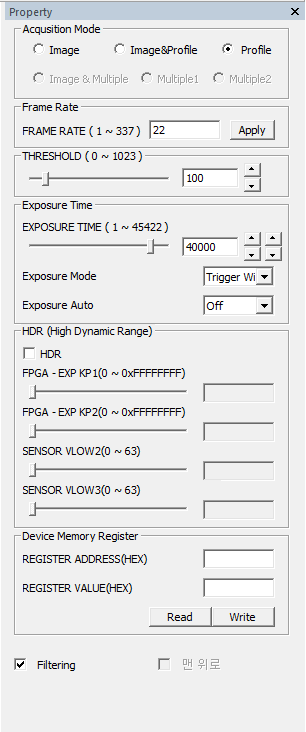 Property
Acqusition Mode
Image Image&Profile Profile
Image & Multiple Multiple1 Multiple2
Frame Rate
FRAME RATE ( 1 ~ 337 ) 22 Apply
THRESHOLD ( 0 ~ 1023 )
100
Exposure Time
EXPOSURE TIME ( 1 ~ 45422 )
40000
Exposure Mode Trigger Wi
Exposure Auto Off
HDR (High Dynamic Range)
HDR
FPGA - EXP KP1(0 ~ 0xFFFFFFFF)
FPGA - EXP KP2(0 ~ 0xFFFFFFFF)
SENSOR VLOW2(0 ~ 63)
SENSOR VLOW3(0 ~ 63)
Device Memory Register
REGISTER ADDRESS(HEX)
REGISTER VALUE(HEX)
Read Write
Filtering 맨 위로